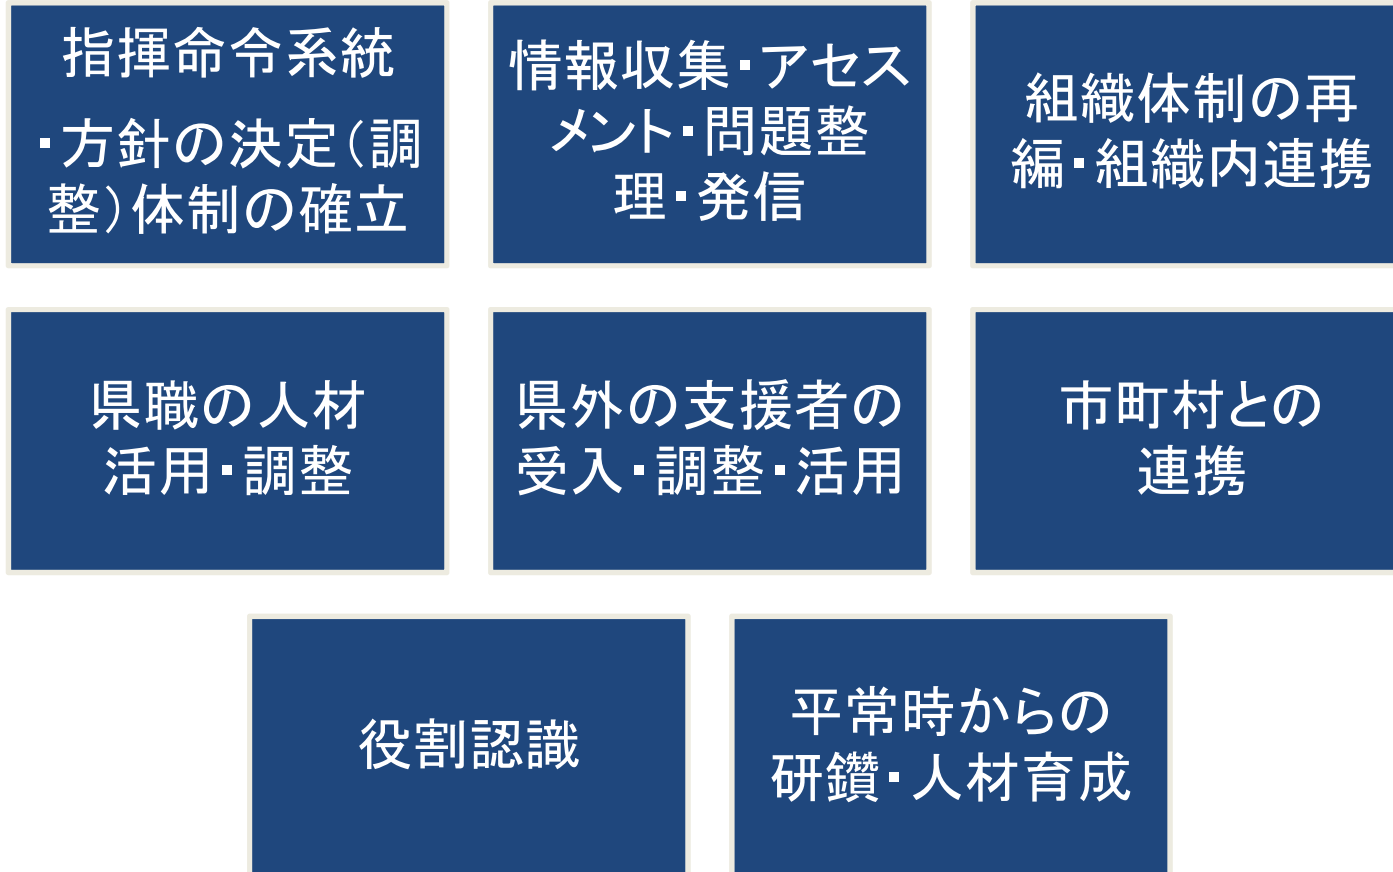 指揮命令系統
・方針の決定(調
整)体制の確立
情報収集・アセス
メント・問題整
理・発信
組織体制の再
編・組織内連携
県職の人材
活用・調整
県外の支援者の
受入・調整・活用
市町村との
連携
役割認識
平常時からの
研鑽・人材育成